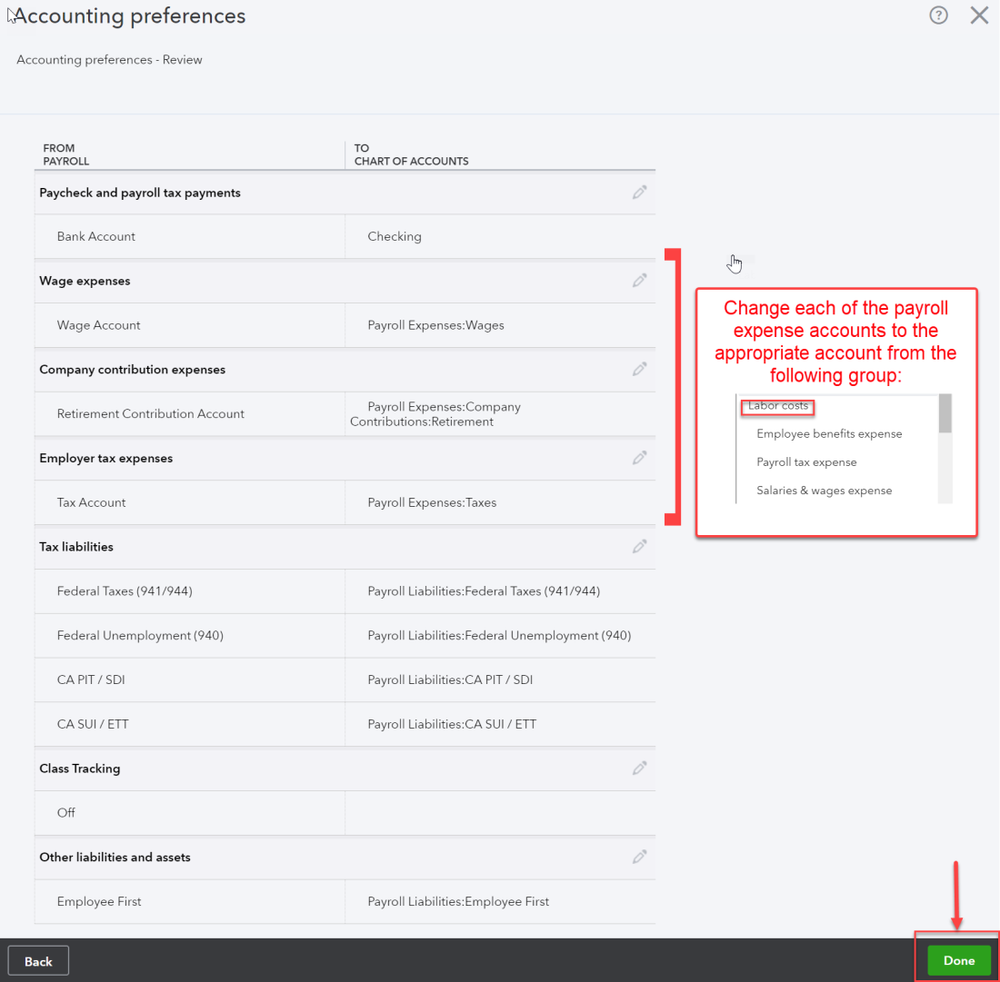 Accounting preferences
Accounting preferences - Review
FROM
PAYROLL
TO
CHART OF ACCOUNTS
Paycheck and payroll tax payments
Bank Account
Checking
Wage expenses
Wage Account
Payroll Expenses:Wages
Company contribution expenses
Retirement Contribution Account
Payroll Expenses:Company
Contributions:Retirement
Employer tax expenses
Tax Account
Payroll Expenses:Taxes
Change each of the payroll
expense accounts to the
appropriate account from the
following group:
Labor costs
Employee benefits expense
Payroll tax expense
Salaries & wages expense
Tax liabilities
Federal Taxes (941/944)
Payroll Liabilities:Federal Taxes (941/944)
Federal Unemployment (940)
Payroll Liabilities:Federal Unemployment (940)
CA PIT / SDI
Payroll Liabilities:CA PIT / SDI
CA SUI / ETT
Payroll Liabilities:CA SUI / ETT
Class Tracking
Off
Other liabilities and assets
Employee First
Payroll Liabilities:Employee First
Back
Done